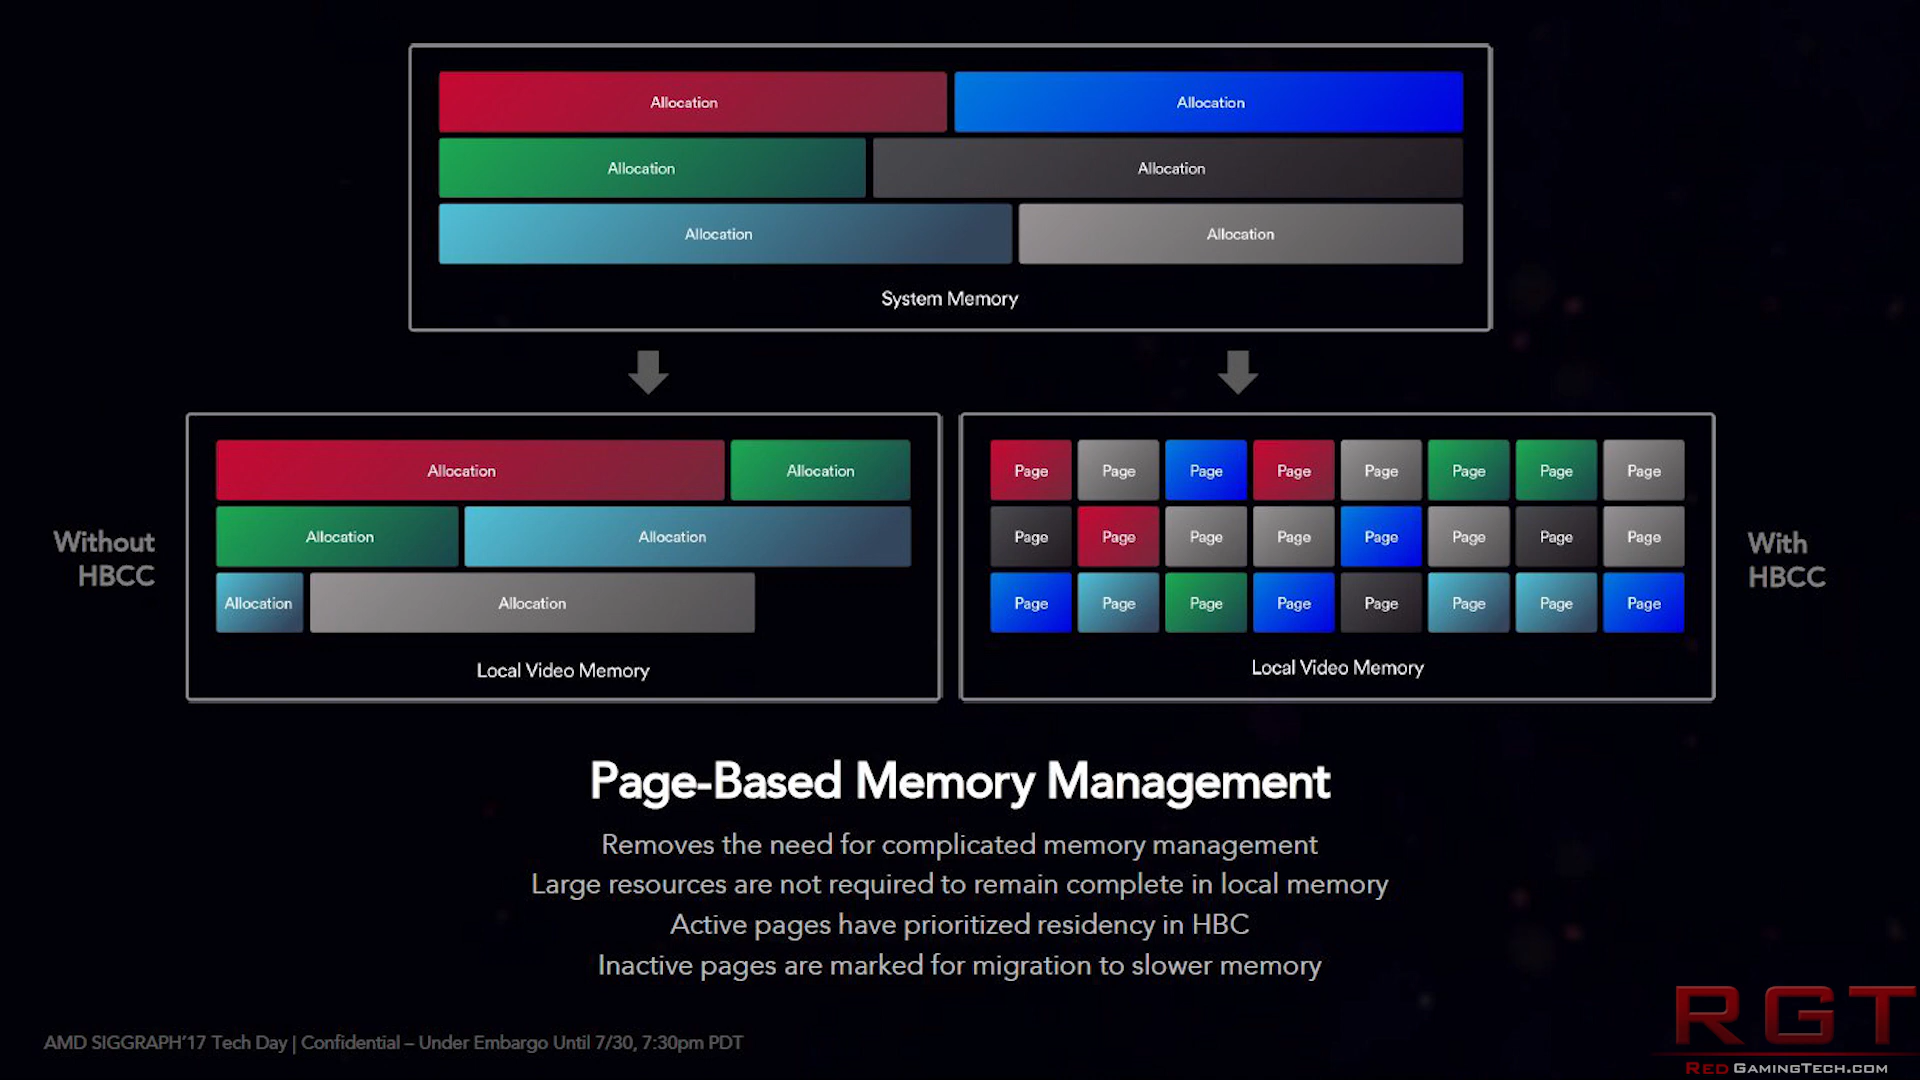 Allocation Allocation
Allocation Allocation
Allocation Allocation
System Memory
Without
HBCC
Allocation Allocation
Allocation Allocation
Allocation Allocation
Local Video Memory
Page Page Page Page Page Page Page Page
Page Page Page Page Page Page Page Page
Page Page Page Page Page Page Page Page
Local Video Memory
With
HBCC
Page-Based Memory Management
Removes the need for complicated memory management
Large resources are not required to remain complete in local memory
Active pages have prioritized residency in HBC
Inactive pages are marked for migration to slower memory
AMD SIGGRAPH'17 Tech Day | Confidential – Under Embargo Until 7/30, 7:30pm PDT
RGT
RED GAMINGTECH.COM